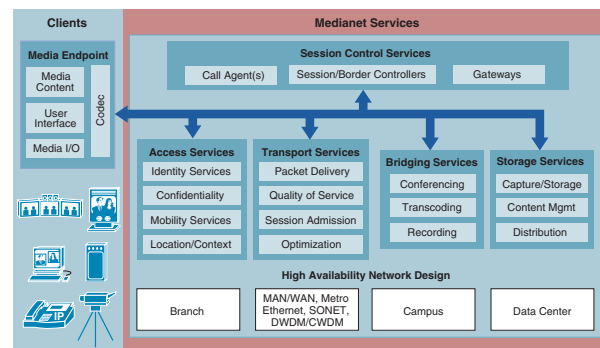 Clients
Medianet Services
Media Endpoint
Media Content
User Interface
Media I/O
Codec
Session Control Services
Call Agent(s)
Session/Border Controllers
Gateways
Access Services
Identity Services
Confidentiality
Mobility Services
Location/Context
Transport Services
Packet Delivery
Quality of Service
Session Admission
Optimization
Bridging Services
Conferencing
Transcoding
Recording
Storage Services
Capture/Storage
Content Mgmt
Distribution
?
IP
High Availability Network Design
Branch
MAN/WAN, Metro
Ethernet, SONET,
DWDM/CWDM
Campus
Data Center